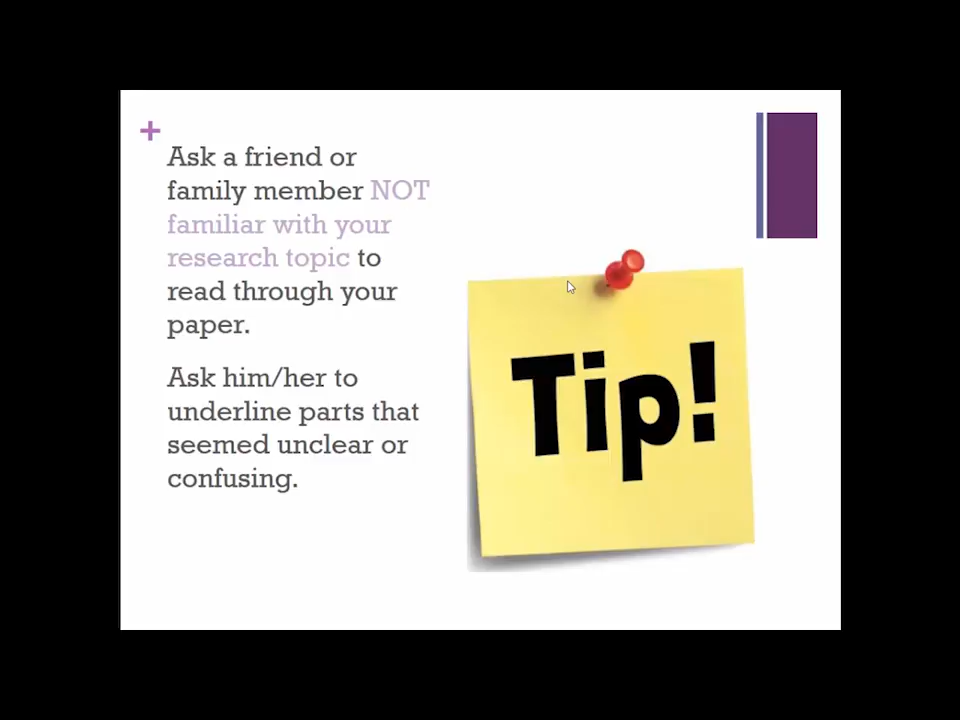 +
Ask a friend or
family member NOT
familiar with your
research topic to
read through your
paper.
Ask him/her to
underline parts that
seemed unclear or
confusing.
Tip!